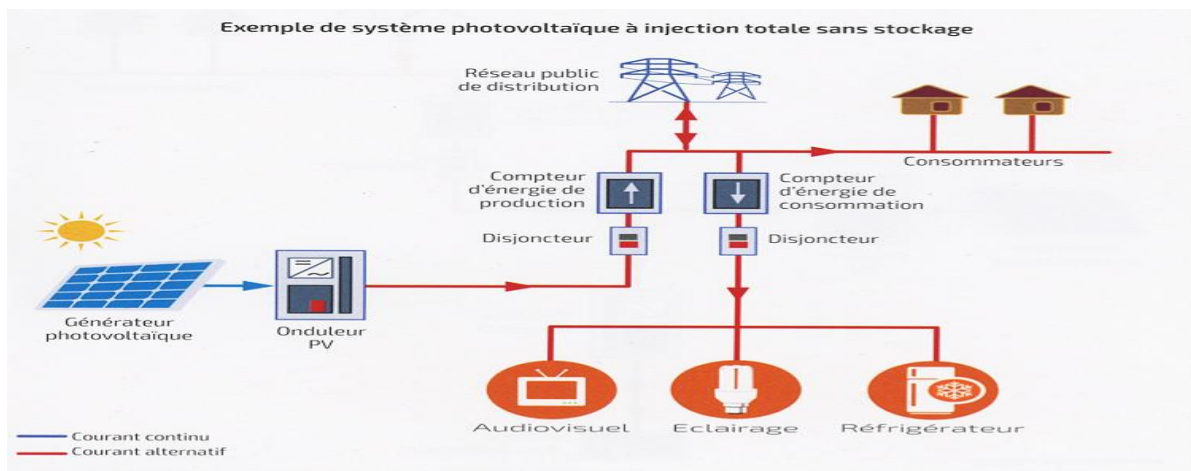 Exemple de système photovoltaïque à injection totale sans stockage
Réseau public
de distribution
Consommateurs
Compteur
d'énergie de
production
Compteur
d'énergie de
consommation
Disjoncteur
Disjoncteur
Générateur
photovoltaïque
Onduleur
PV
Audiovisuel
Eclairage
Réfrigérateur
Courant continu
Courant alternatif